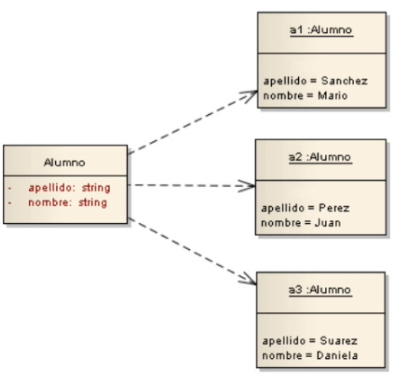 a1 :Alumno
apellido = Sanchez
nombre = Mario
Alumno
- apellido: string
- nombre: string
a2 :Alumno
apellido = Perez
nombre = Juan
a3 :Alumno
apellido = Suarez
nombre = Daniela